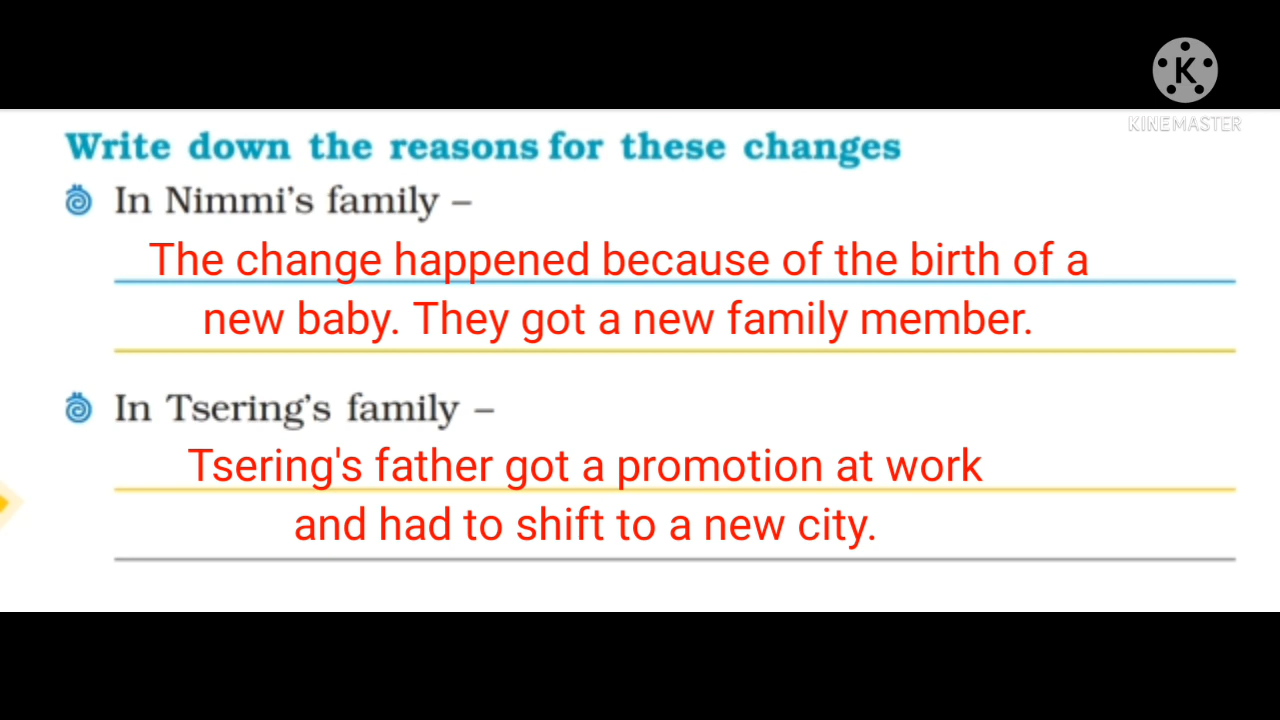 K
KINEMASTER
Write down the reasons for these changes
In Nimmi's family –
The change happened because of the birth of a
new baby. They got a new family member.
In Tsering's family –
Tsering's father got a promotion at work
and had to shift to a new city.